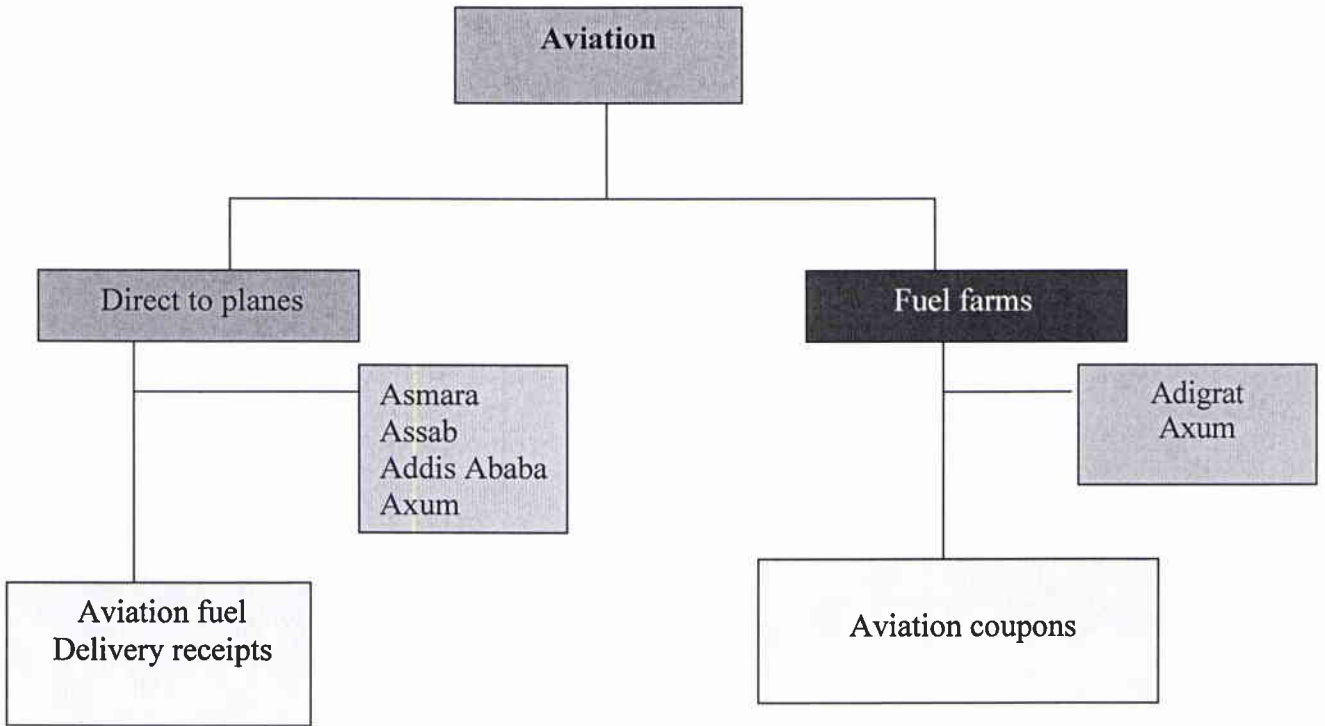 Aviation
Direct to planes
Fuel farms
Asmara
Assab
Addis Ababa
Axum
Adigrat
Axum
Aviation fuel
Delivery receipts
Aviation coupons